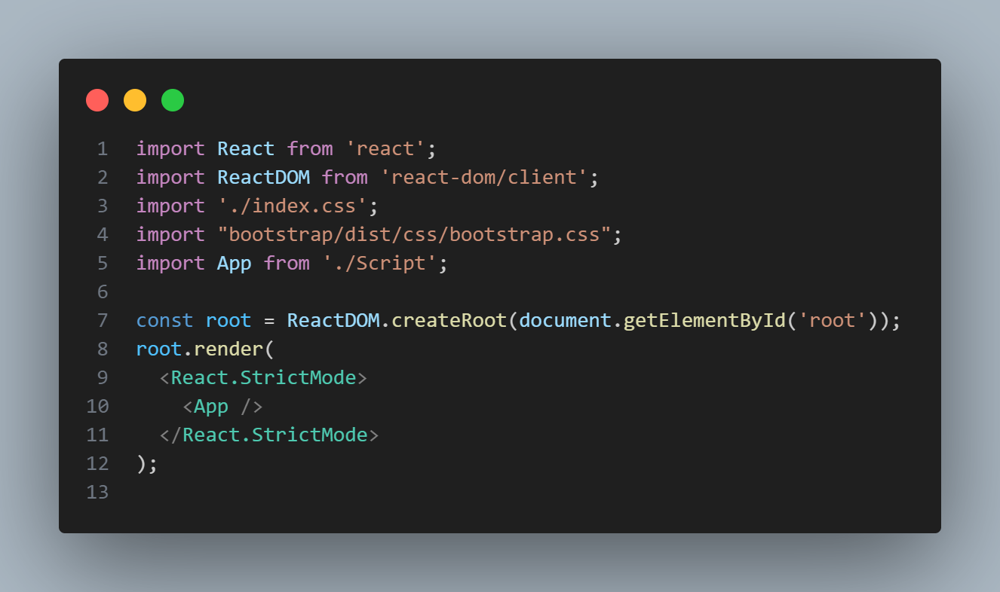 1 import React from 'react';
2 import ReactDOM from 'react-dom/client';
3 import './index.css';
4 import "bootstrap/dist/css/bootstrap.css";
5 import App from './Script';
6
7 const root = ReactDOM.createRoot(document.getElementById('root'));
8 root.render(
9   <React.StrictMode>
10     <App />
11   </React.StrictMode>
12 );
13